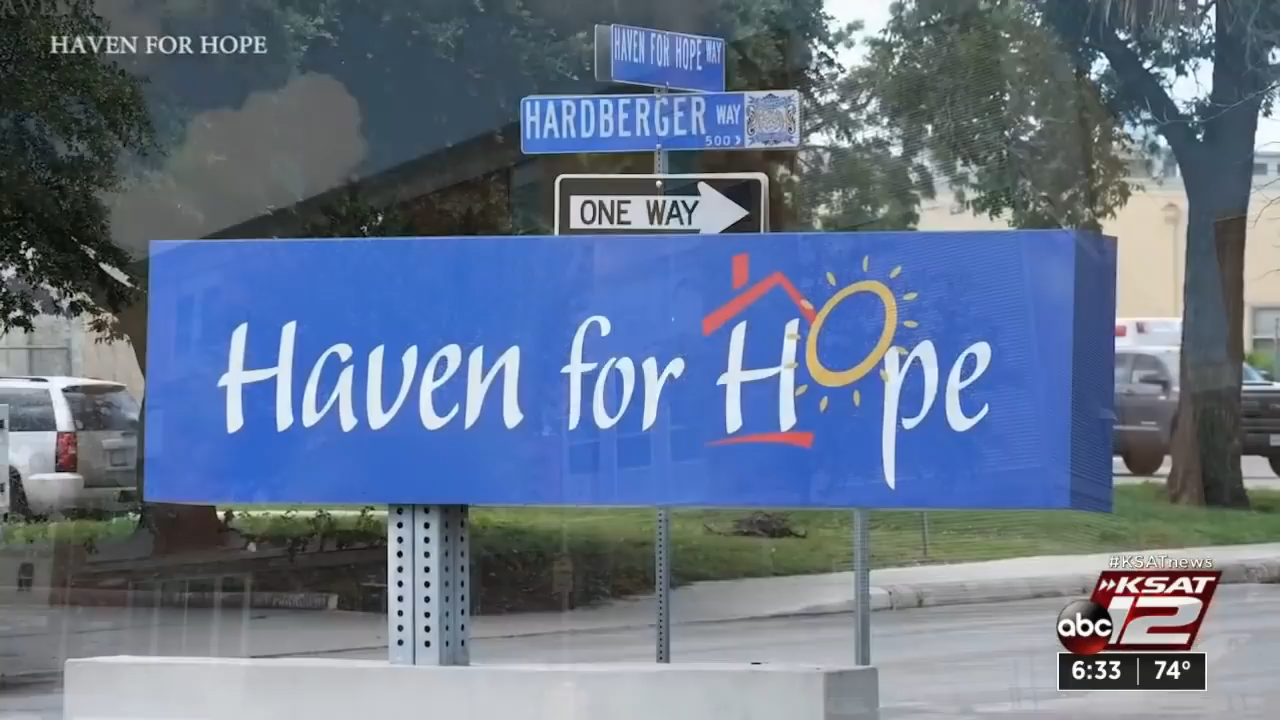 HAVEN FOR HOPE
HAVEN FOR HOPE WAY
HARDBERGER WAY
500
ONE WAY
Haven for Hope
#KSATnews
KSAT
abc 12
6:33 74°